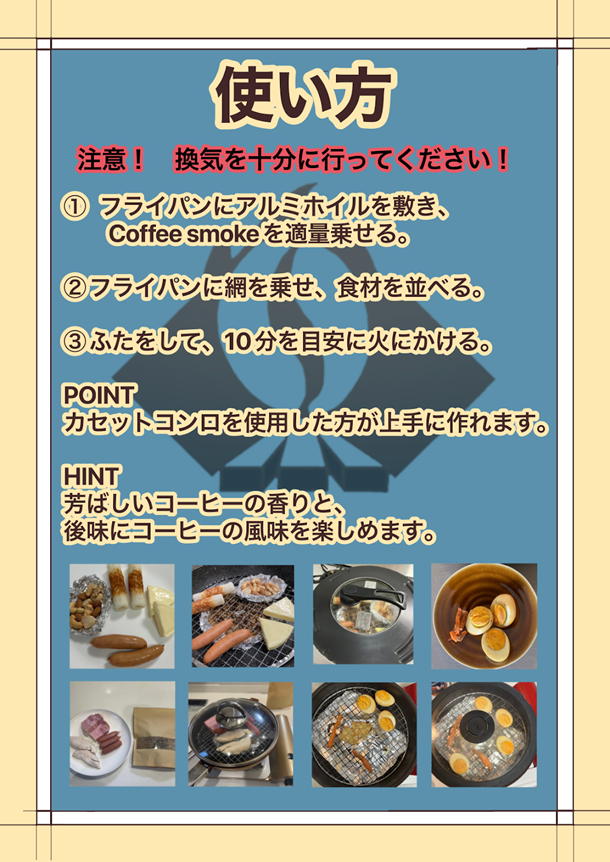 使い方
注意！　換気を十分に行ってください！
① フライパンにアルミホイルを敷き、
Coffee smokeを適量乗せる。
②フライパンに網を乗せ、食材を並べる。
③ふたをして、10分を目安に火にかける。
POINT
カセットコンロを使用した方が上手に作れます。
HINT
芳ばしいコーヒーの香りと、
後味にコーヒーの風味を楽しめます。